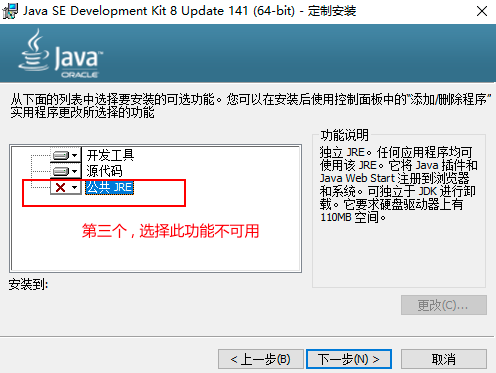 Java SE Development Kit 8 Update 141 (64-bit) - 定制安装
Java
ORACLE
从下面的列表中选择要安装的可选功能。您可以在安装后使用控制面板中的"添加/删除程序"
实用程序更改所选择的功能
开发工具
源代码
公共 JRE
第三个，选择此功能不可用
功能说明
独立 JRE。任何应用程序均可
使用该 JRE。它将 Java 插件和
Java Web Start 注册到浏览器
和系统。可独立于 JDK 进行卸
载。它要求硬盘驱动器上有
110MB 空间。
安装到:
更改(C)...
< 上一步(B)
下一步(N) >
取消